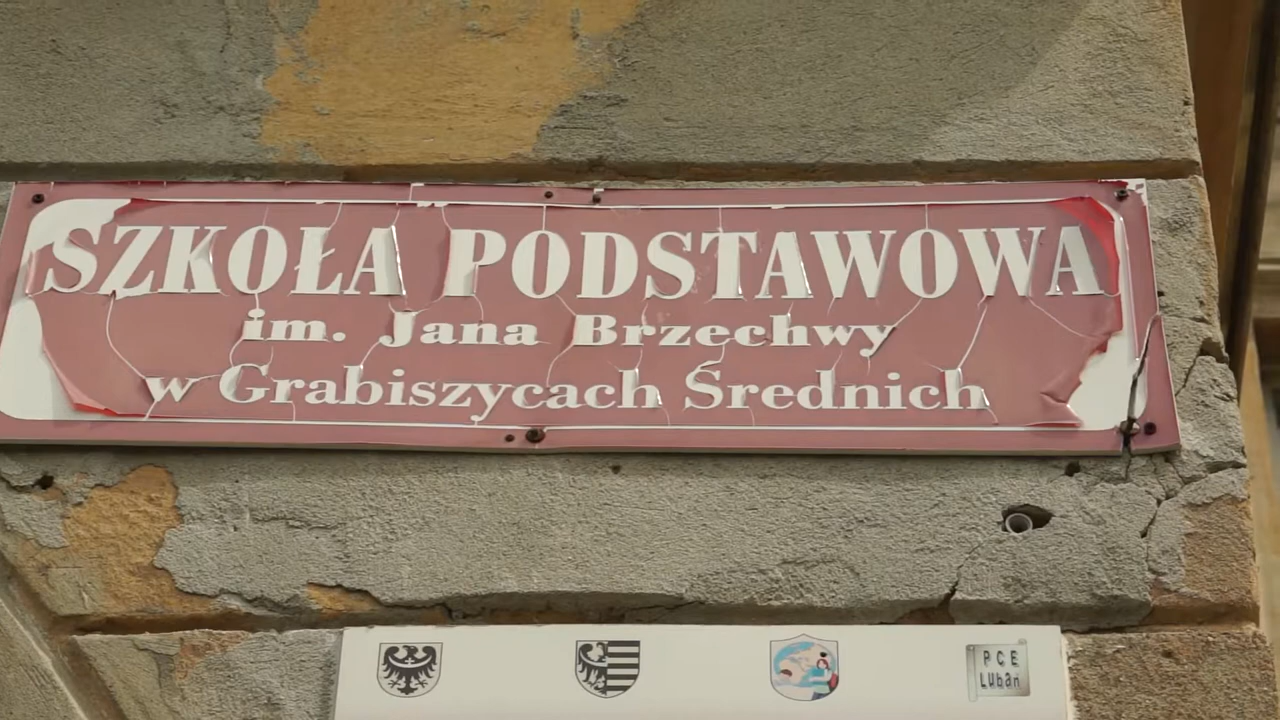 SZKOŁA PODSTAWOWA
im. Jana Brzechwy
w Grabiszycach Średnich
PCE
Lubań